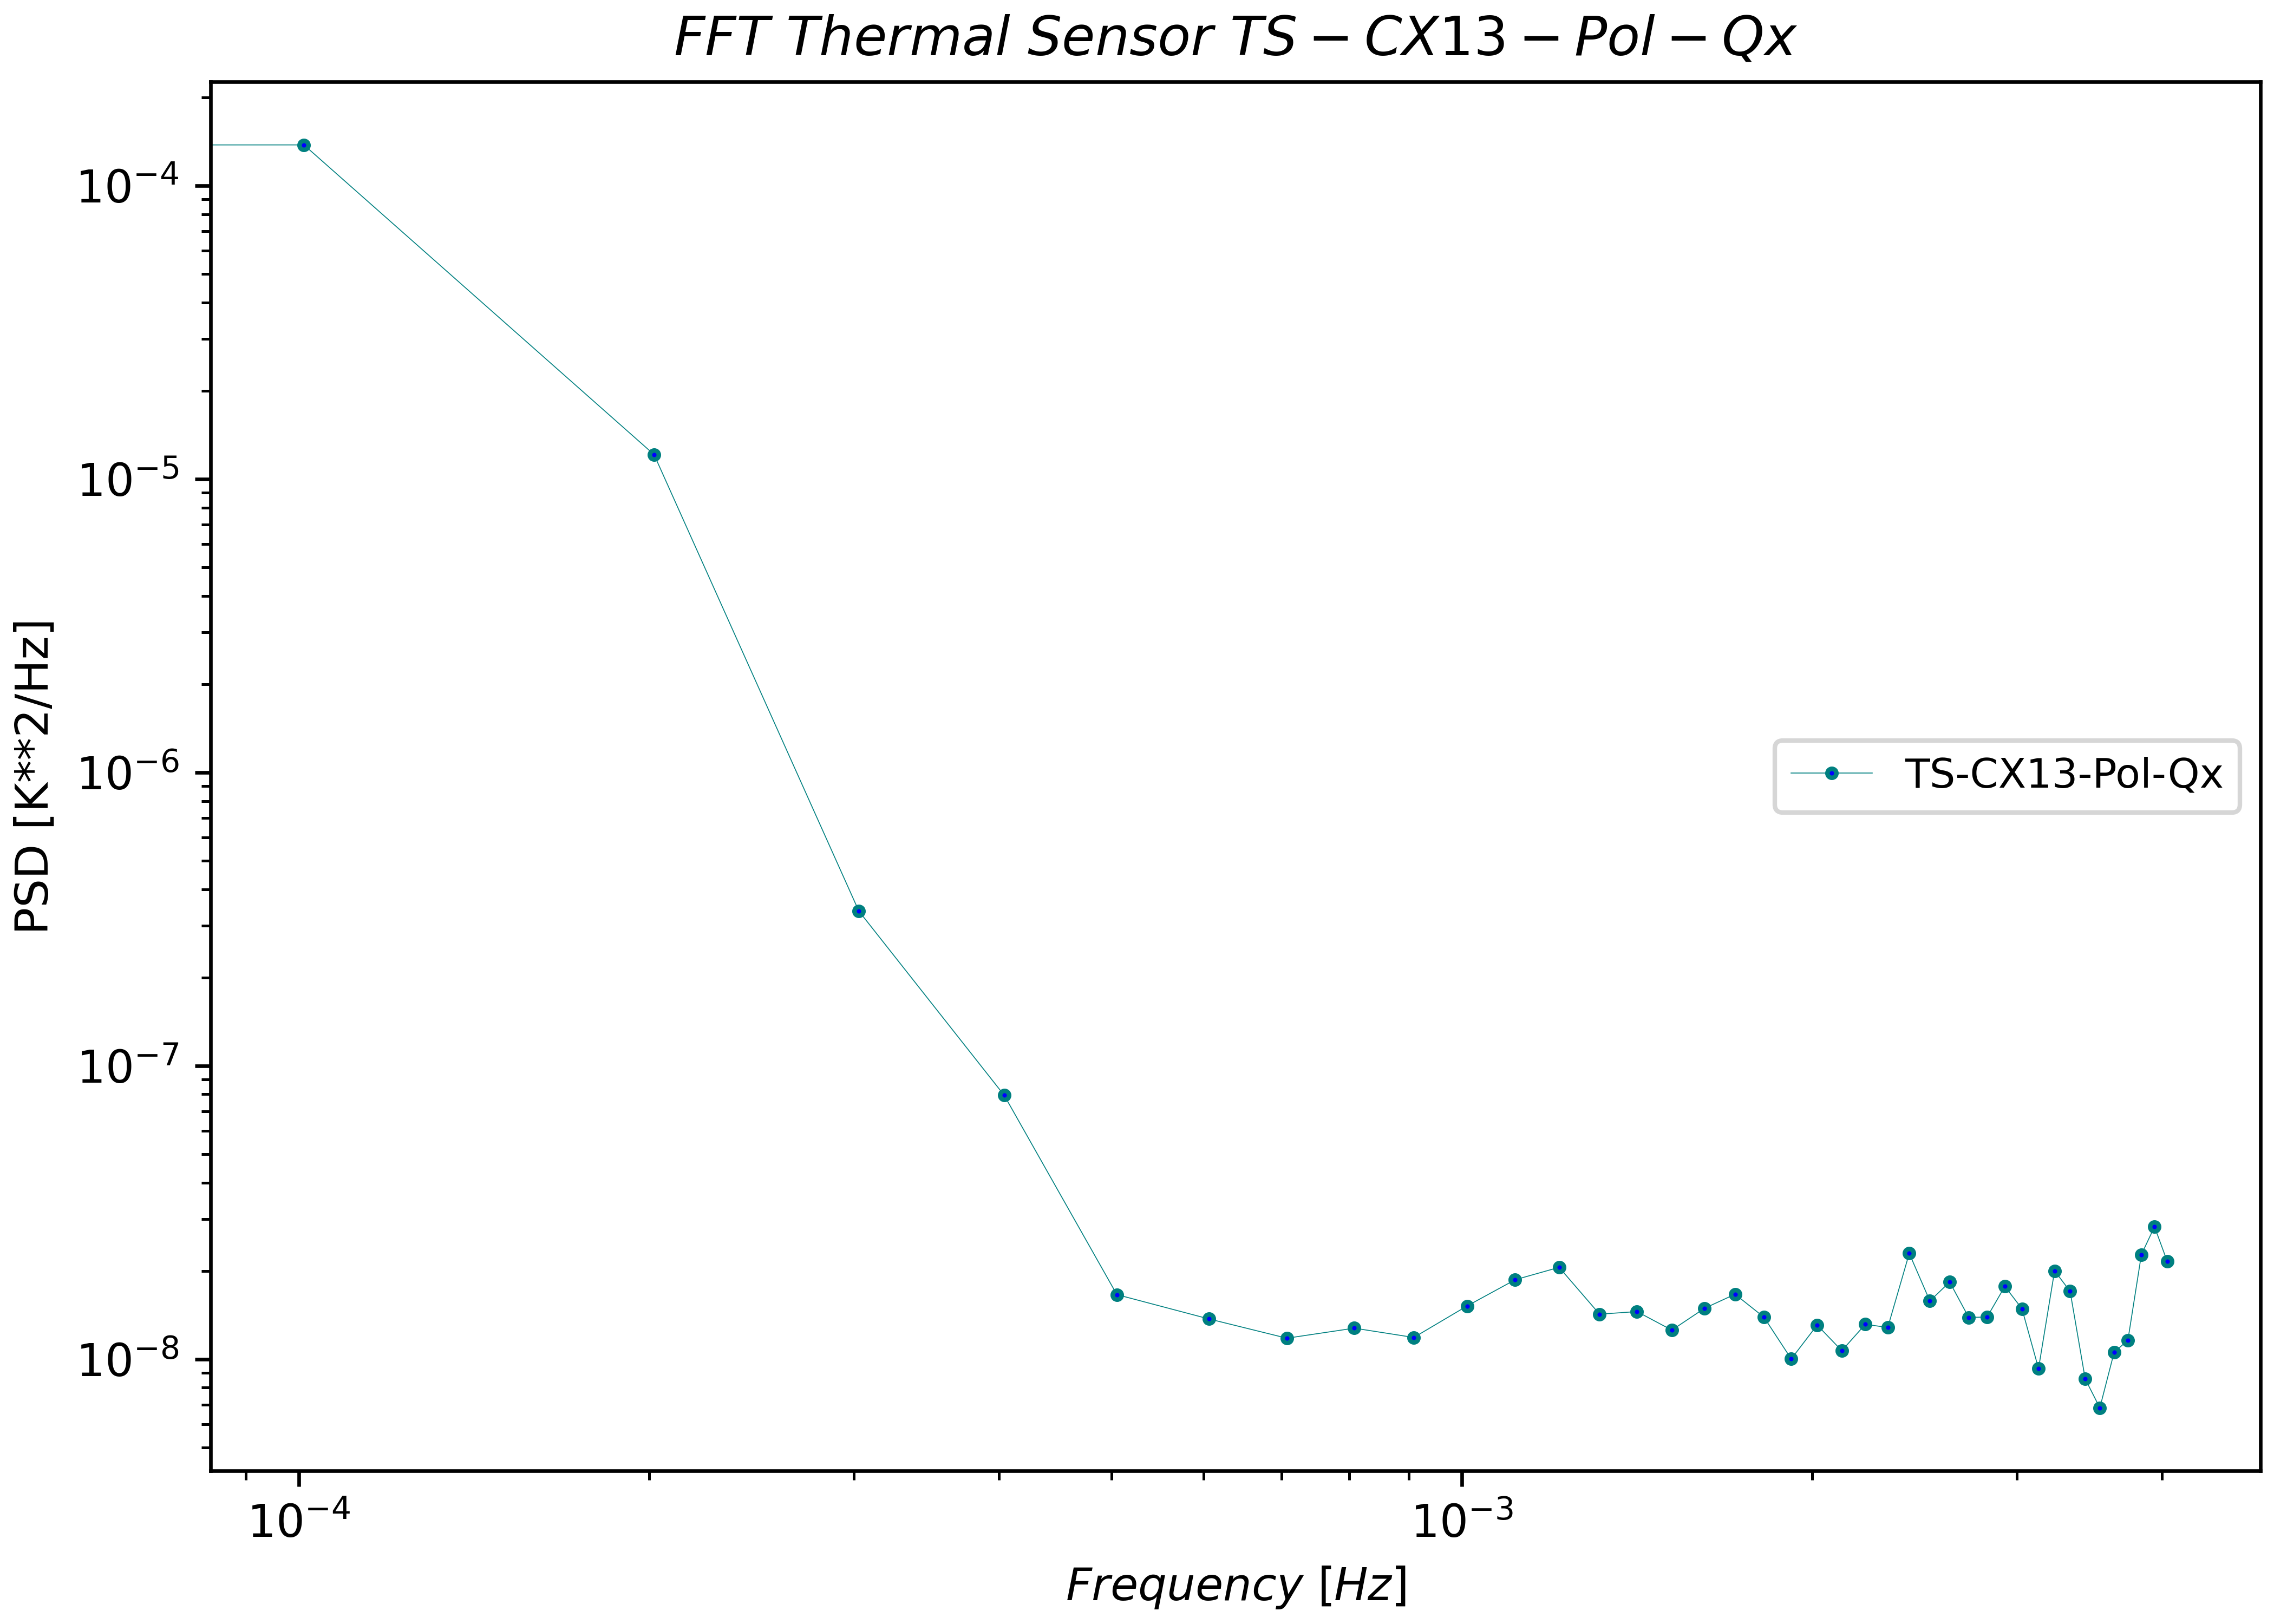 FFT Thermal Sensor TS − CX13 − Pol − Qx
10⁻⁴
10⁻⁵
10⁻⁶
10⁻⁷
10⁻⁸
PSD [K**2/Hz]
TS-CX13-Pol-Qx
10⁻⁴ 10⁻³
Frequency [Hz]